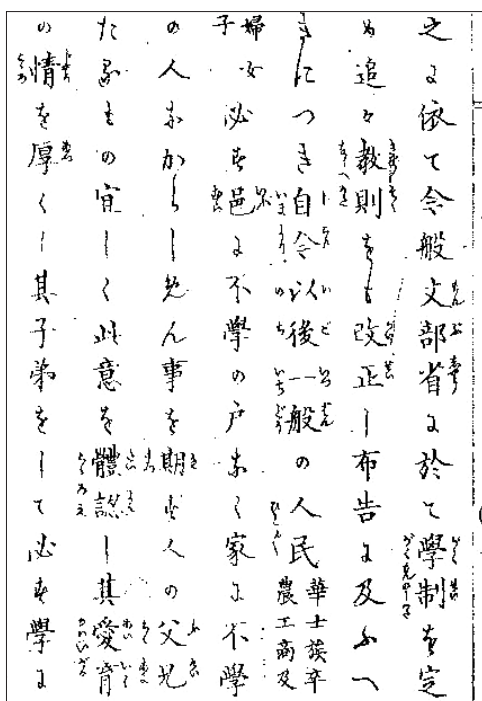 之に依て今般文部省に於て學制を定
め追々教則をも改正し布告に及ふへ
きにつき自今以後一般の人民華士族卒農工商及
婦女子必す邑に不學の戸なく家に不學
の人なからしめん事を期す人の父兄
たるもの宜しく此意を體認し其愛育
の情を厚くし其子弟をして必す學に